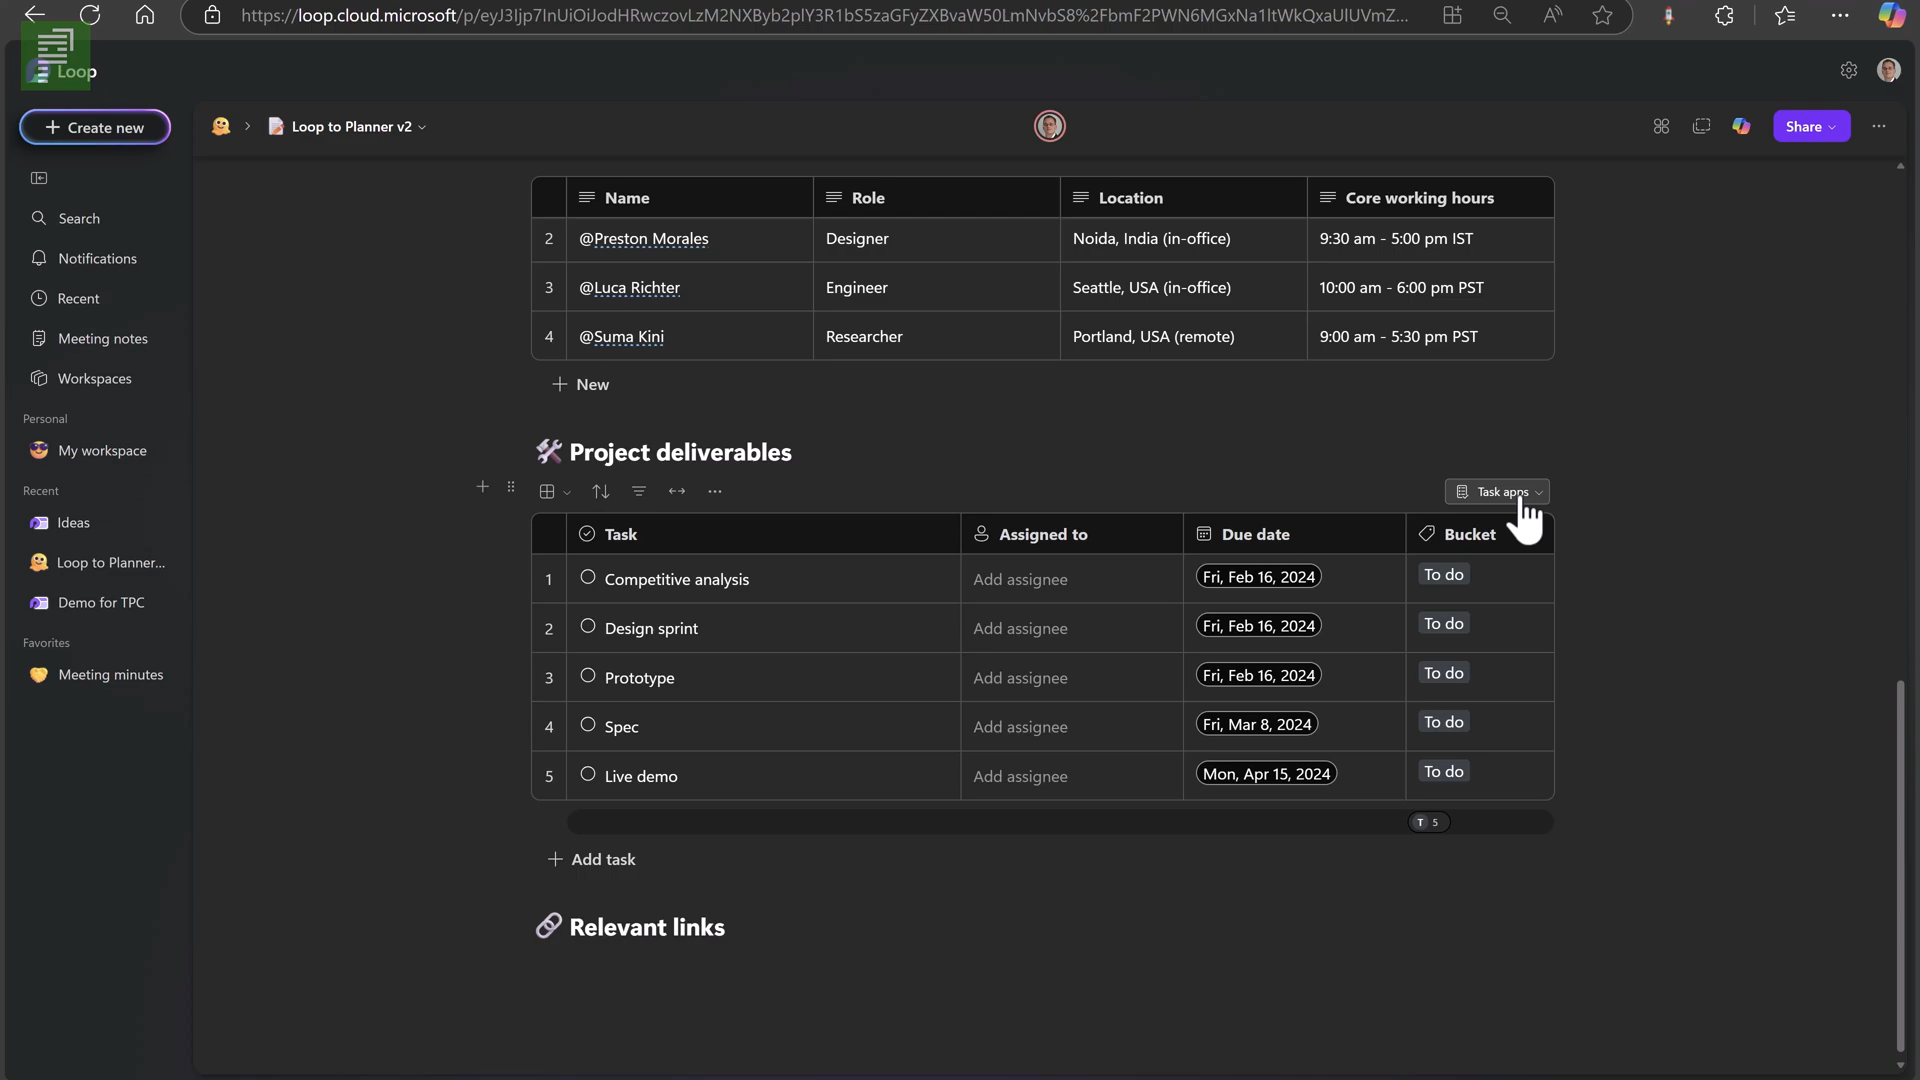 https://loop.cloud.microsoft/p/eyJ3Ijp7InUiOiJodHRwczovLzM2NXByb2plY3R1bS5zaGFyZXBvaW50LmNvbS8%2FbmF2PWN6MGxNa1ltWkQxaUlUVmZ...
Loop
+ Create new
Loop to Planner v2
Share
Search
Notifications
Recent
Meeting notes
Workspaces
Personal
My workspace
Recent
Ideas
Loop to Planner...
Demo for TPC
Favorites
Meeting minutes
Name Role Location Core working hours
2 @Preston Morales Designer Noida, India (in-office) 9:30 am - 5:00 pm IST
3 @Luca Richter Engineer Seattle, USA (in-office) 10:00 am - 6:00 pm PST
4 @Suma Kini Researcher Portland, USA (remote) 9:00 am - 5:30 pm PST
+ New
Project deliverables
Task apps
Task Assigned to Due date Bucket
1 Competitive analysis Add assignee Fri, Feb 16, 2024 To do
2 Design sprint Add assignee Fri, Feb 16, 2024 To do
3 Prototype Add assignee Fri, Feb 16, 2024 To do
4 Spec Add assignee Fri, Mar 8, 2024 To do
5 Live demo Add assignee Mon, Apr 15, 2024 To do
T 5
+ Add task
Relevant links